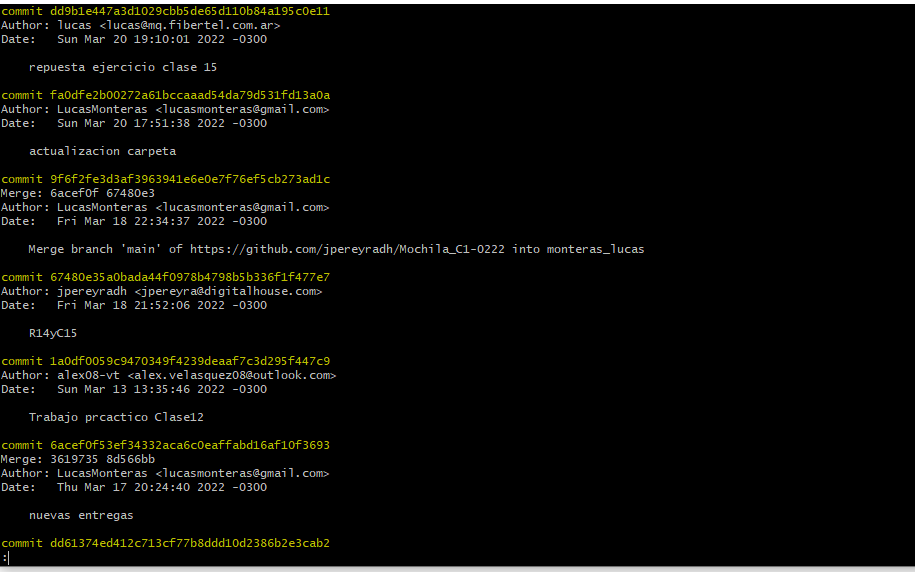 commit dd9b1e447a3d1029cbb5de65d110b84a195c0e11
Author: lucas <lucas@mq.fibertel.com.ar>
Date:   Sun Mar 20 19:10:01 2022 -0300
repuesta ejercicio clase 15
commit fa0dfe2b00272a61bccaaad54da79d531fd13a0a
Author: LucasMonteras <lucasmonteras@gmail.com>
Date:   Sun Mar 20 17:51:38 2022 -0300
actualizacion carpeta
commit 9f6f2fe3d3af3963941e6e0e7f76ef5cb273ad1c
Merge: 6acef0f 67480e3
Author: LucasMonteras <lucasmonteras@gmail.com>
Date:   Fri Mar 18 22:34:37 2022 -0300
Merge branch 'main' of https://github.com/jpereyradh/Mochila_C1-0222 into monteras_lucas
commit 67480e35a0bada44f0978b4798b5b336f1f477e7
Author: jpereyradh <jpereyra@digitalhouse.com>
Date:   Fri Mar 18 21:52:06 2022 -0300
R14yC15
commit 1a0df0059c9470349f4239deaaf7c3d295f447c9
Author: alex08-vt <alex.velasquez08@outlook.com>
Date:   Sun Mar 13 13:35:46 2022 -0300
Trabajo prcactico Clase12
commit 6acef0f53ef34332aca6c0eaffabd16af10f3693
Merge: 3619735 8d566bb
Author: LucasMonteras <lucasmonteras@gmail.com>
Date:   Thu Mar 17 20:24:40 2022 -0300
nuevas entregas
commit dd61374ed412c713cf77b8ddd10d2386b2e3cab2
: